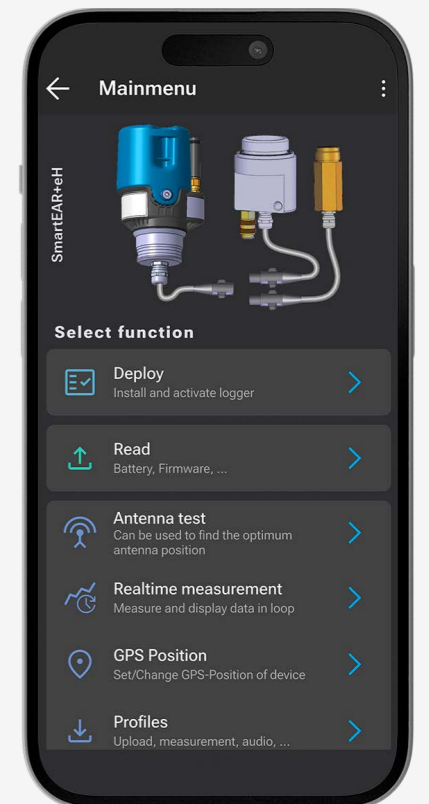 Mainmenu
SmartEAR+eH
Select function
Deploy
Install and activate logger
Read
Battery, Firmware, ...
Antenna test
Can be used to find the optimum
antenna position
Realtime measurement
Measure and display data in loop
GPS Position
Set/Change GPS-Position of device
Profiles
Upload, measurement, audio, ...